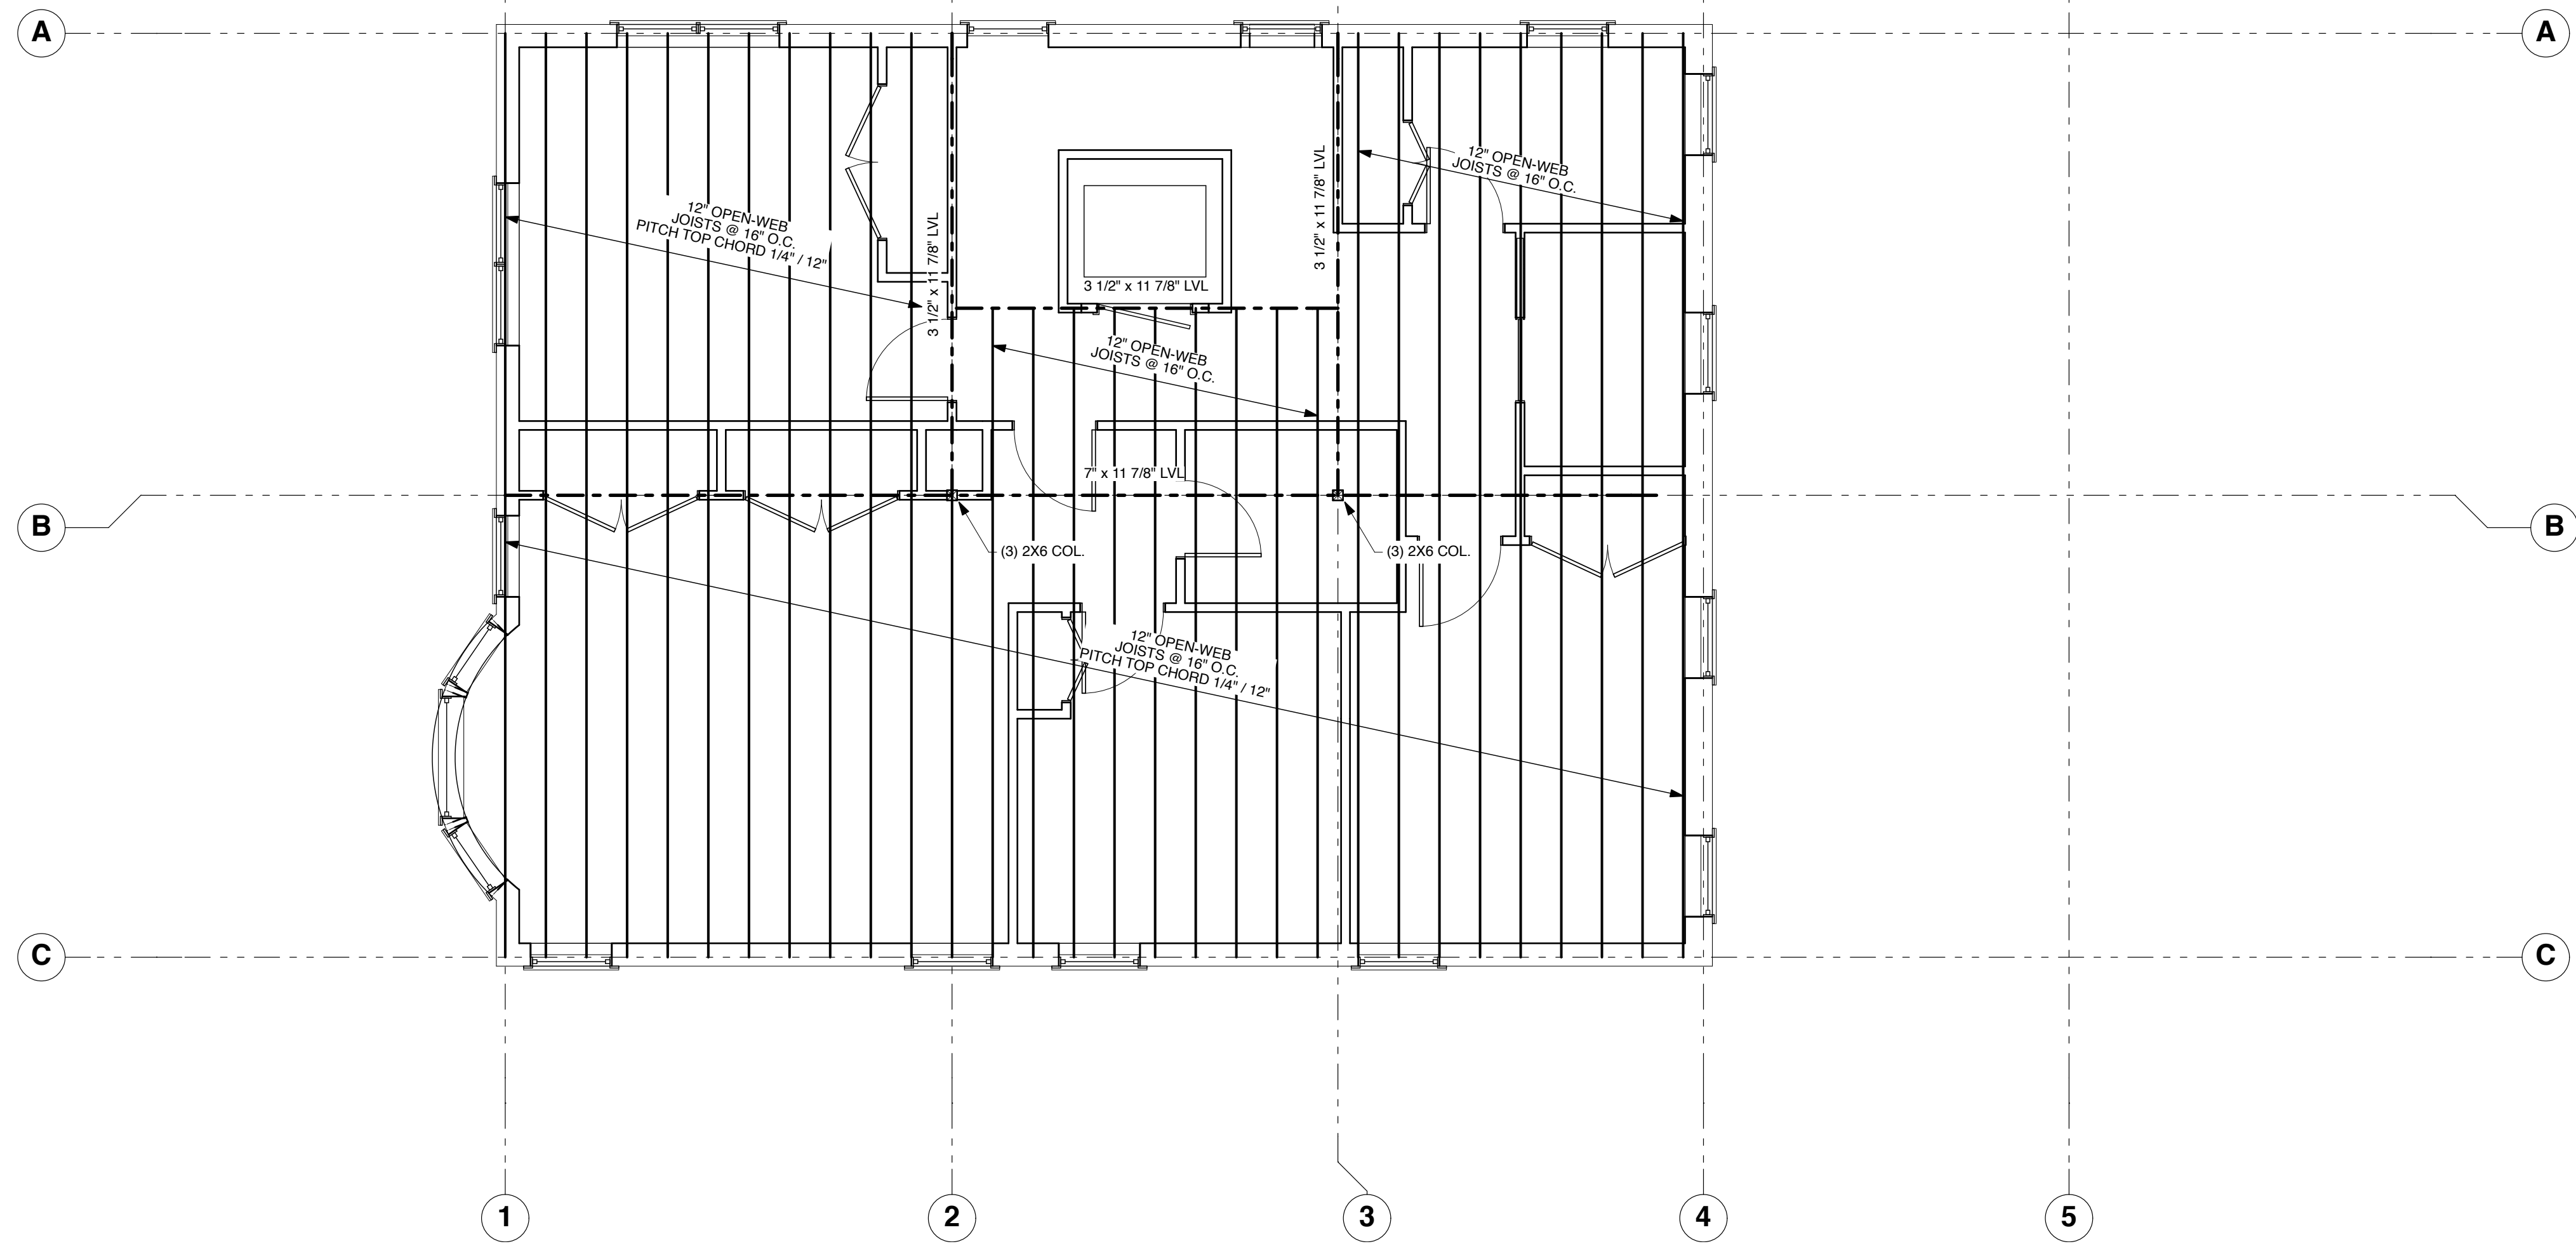 A
A
12" OPEN-WEB
JOISTS @ 16" O.C.
12" OPEN-WEB
JOISTS @ 16" O.C.
PITCH TOP CHORD 1/4" / 12"
3 1/2" x 11 7/8" LVL
3 1/2" x 11 7/8" LVL
3 1/2" x 11 7/8" LVL
12" OPEN-WEB
JOISTS @ 16" O.C.
7" x 11 7/8" LVL
B
B
(3) 2X6 COL.
(3) 2X6 COL.
12" OPEN-WEB
JOISTS @ 16" O.C.
PITCH TOP CHORD 1/4" / 12"
C
C
1
2
3
4
5